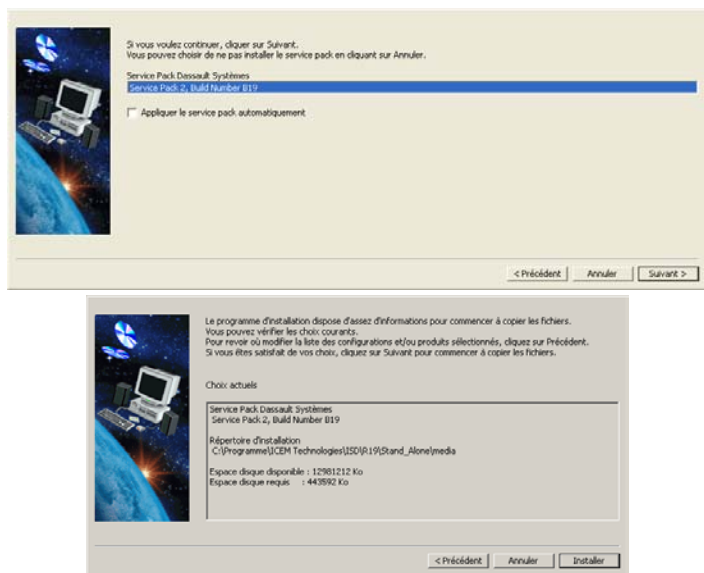 Si vous voulez continuer, cliquer sur Suivant.
Vous pouvez choisir de ne pas installer le service pack en cliquant sur Annuler.
Service Pack Dassault Systèmes
Service Pack 2, Build Number B19
Appliquer le service pack automatiquement
< Précédent Annuler Suivant >
Le programme d'installation dispose d'assez d'informations pour commencer à copier les fichiers.
Vous pouvez vérifier les choix courants.
Pour revoir où modifier la liste des configurations et/ou produits sélectionnés, cliquez sur Précédent.
Si vous êtes satisfait de vos choix, cliquez sur Suivant pour commencer à copier les fichiers.
Choix actuels
Service Pack Dassault Systèmes
Service Pack 2, Build Number B19
Répertoire d'installation
C:\Programme\ICEM Technologies\ISD\R19\Stand_Alone\media
Espace disque disponible : 12981212 Ko
Espace disque requis : 443592 Ko
< Précédent Annuler Installer